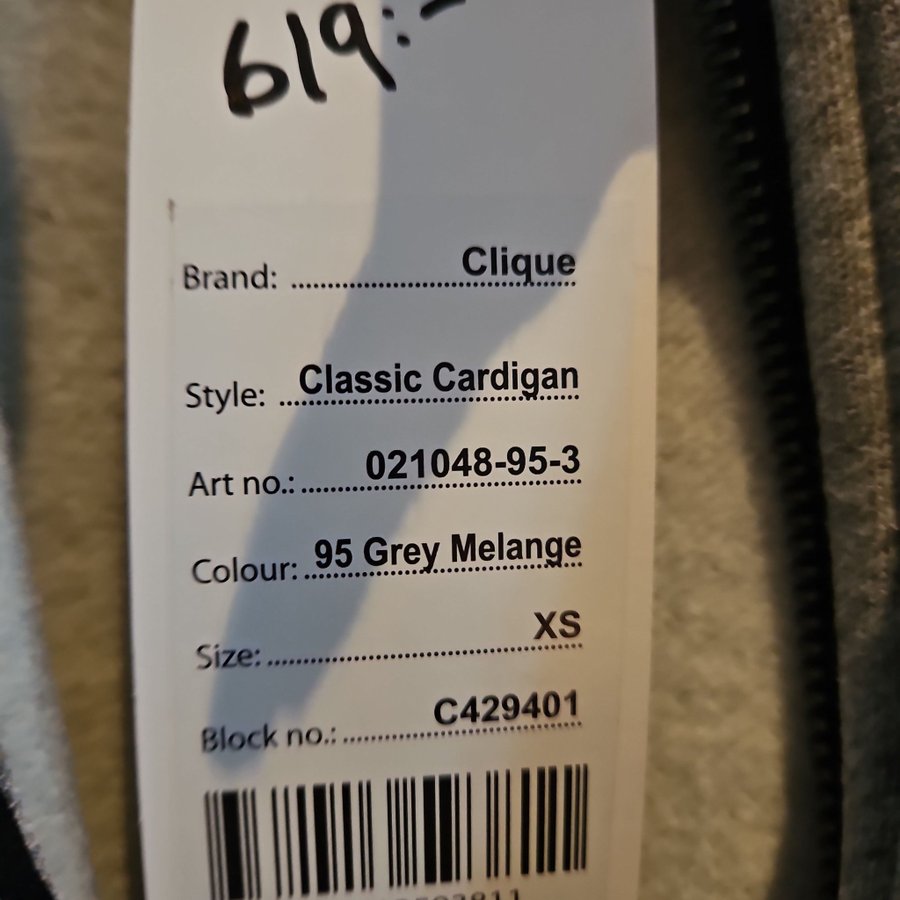 619:-
Brand: Clique
Style: Classic Cardigan
Art no.: 021048-95-3
Colour: 95 Grey Melange
Size: XS
Block no.: C429401